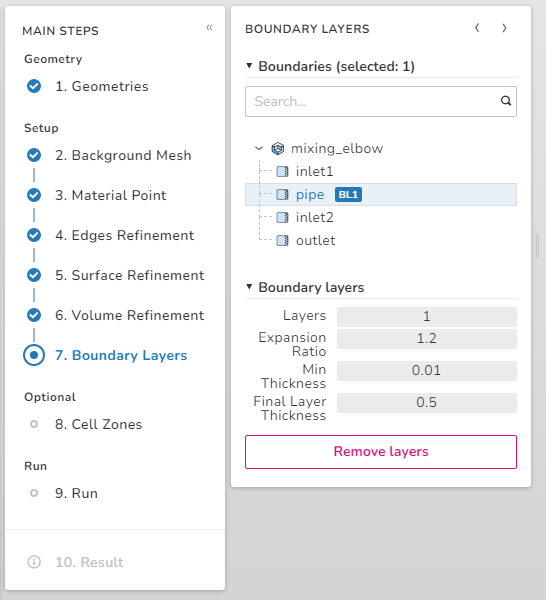 MAIN STEPS
«
Geometry
1. Geometries
Setup
2. Background Mesh
3. Material Point
4. Edges Refinement
5. Surface Refinement
6. Volume Refinement
7. Boundary Layers
Optional
8. Cell Zones
Run
9. Run
10. Result
BOUNDARY LAYERS
Boundaries (selected: 1)
Search...
mixing_elbow
inlet1
pipe BL1
inlet2
outlet
Boundary layers
Layers 1
Expansion
Ratio 1.2
Min
Thickness 0.01
Final Layer
Thickness 0.5
Remove layers